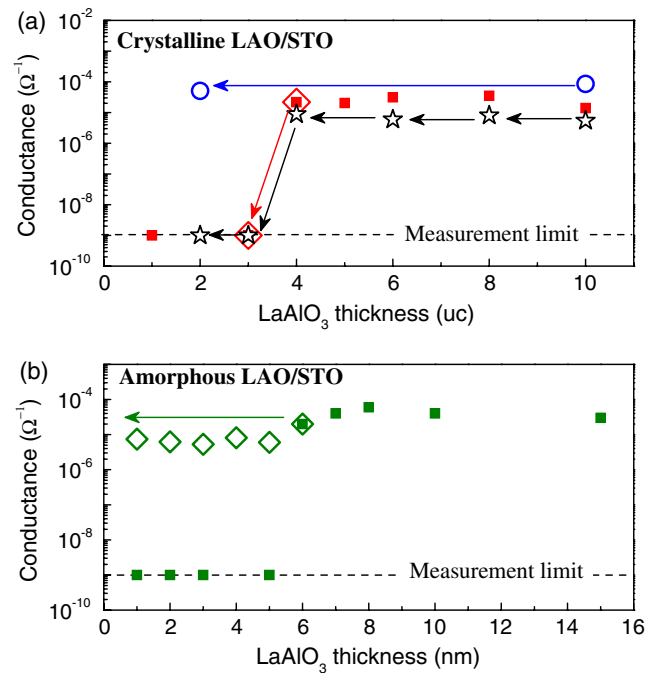 (a)
Crystalline LAO/STO
Conductance (Ω⁻¹)
10⁻²
10⁻⁴
10⁻⁶
10⁻⁸
10⁻¹⁰
Measurement limit
0 2 4 6 8 10
LaAlO₃ thickness (uc)
(b)
Amorphous LAO/STO
Conductance (Ω⁻¹)
10⁻⁴
10⁻⁶
10⁻⁸
10⁻¹⁰
Measurement limit
0 2 4 6 8 10 12 14 16
LaAlO₃ thickness (nm)